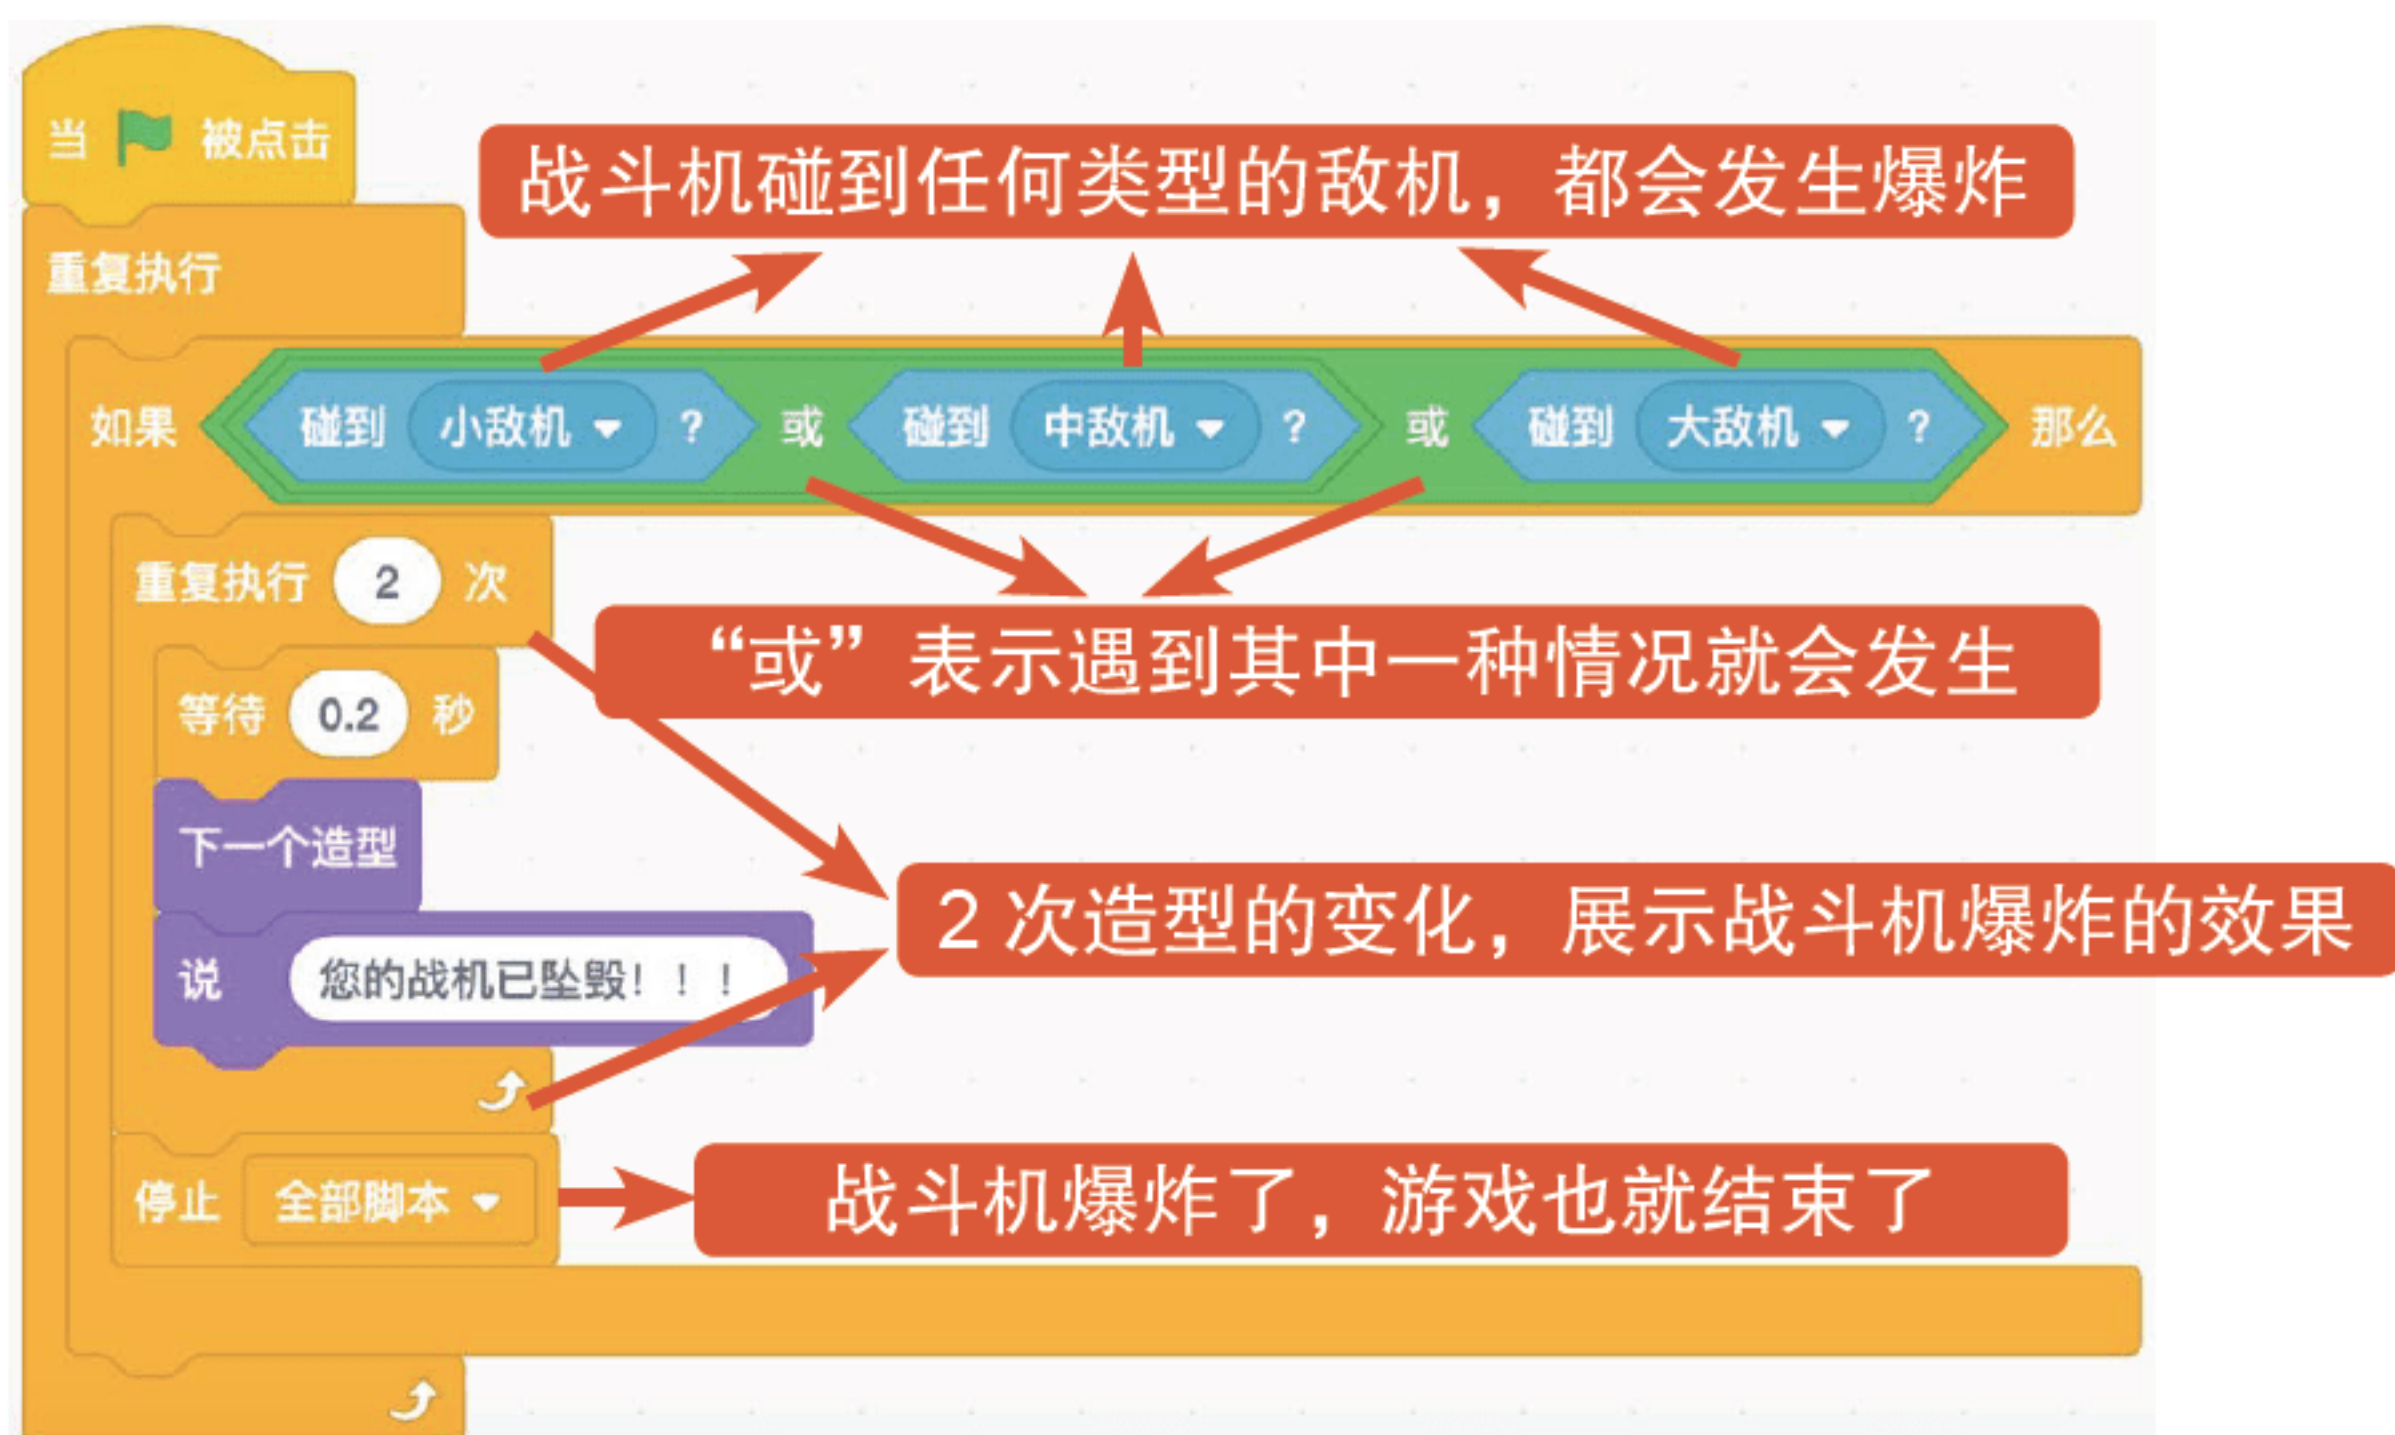 当 被点击
战斗机碰到任何类型的敌机，都会发生爆炸
重复执行
如果 碰到 小敌机 ? 或 碰到 中敌机 ? 或 碰到 大敌机 ? 那么
重复执行 2 次
“或”表示遇到其中一种情况就会发生
等待 0.2 秒
下一个造型
2 次造型的变化，展示战斗机爆炸的效果
说 您的战机已坠毁！！！
停止 全部脚本
战斗机爆炸了，游戏也就结束了